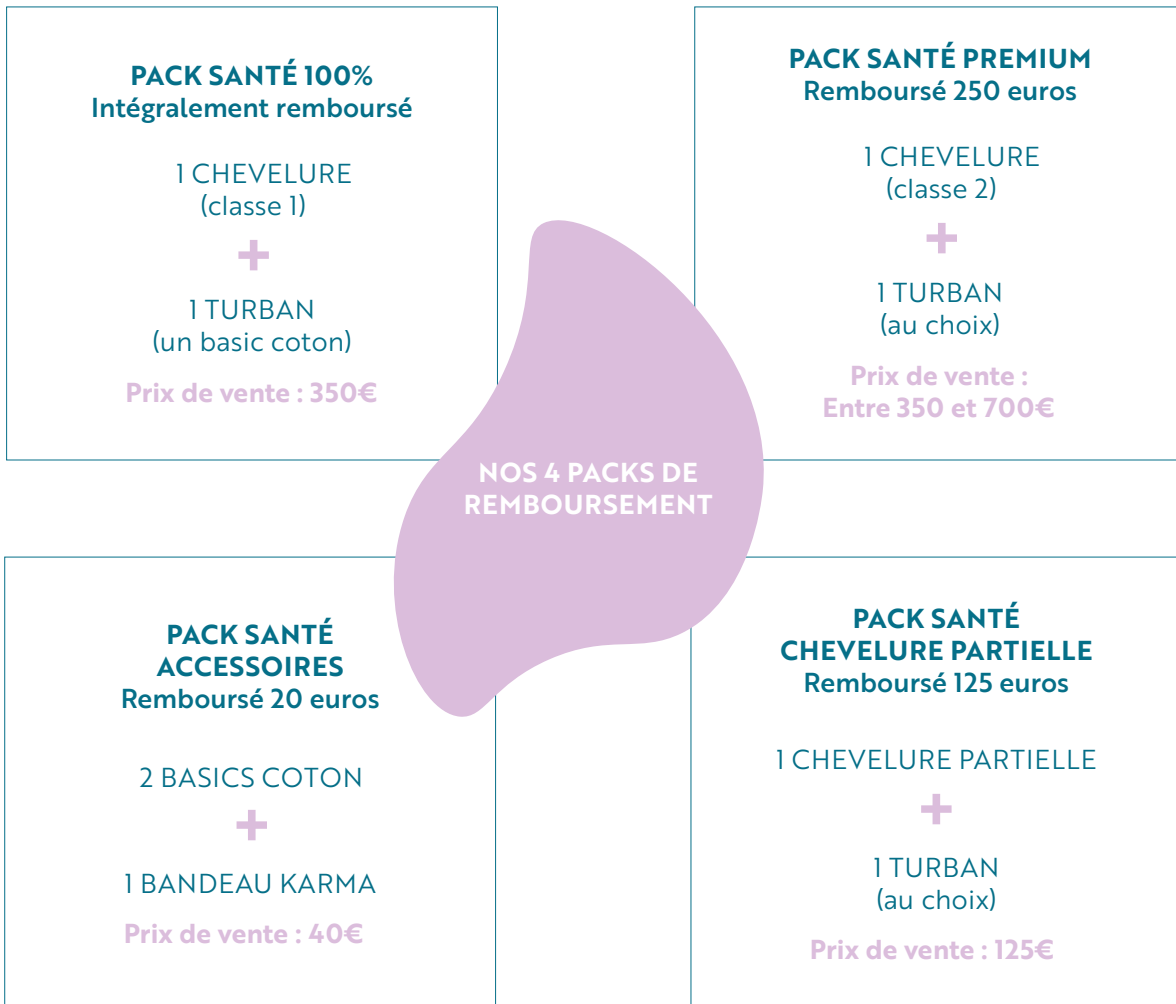 PACK SANTÉ 100%
Intégralement remboursé
1 CHEVELURE
(classe 1)
+
1 TURBAN
(un basic coton)
Prix de vente : 350€
PACK SANTÉ PREMIUM
Remboursé 250 euros
1 CHEVELURE
(classe 2)
+
1 TURBAN
(au choix)
Prix de vente :
Entre 350 et 700€
NOS 4 PACKS DE
REMBOURSEMENT
PACK SANTÉ
ACCESSOIRES
Remboursé 20 euros
2 BASICS COTON
+
1 BANDEAU KARMA
Prix de vente : 40€
PACK SANTÉ
CHEVELURE PARTIELLE
Remboursé 125 euros
1 CHEVELURE PARTIELLE
+
1 TURBAN
(au choix)
Prix de vente : 125€